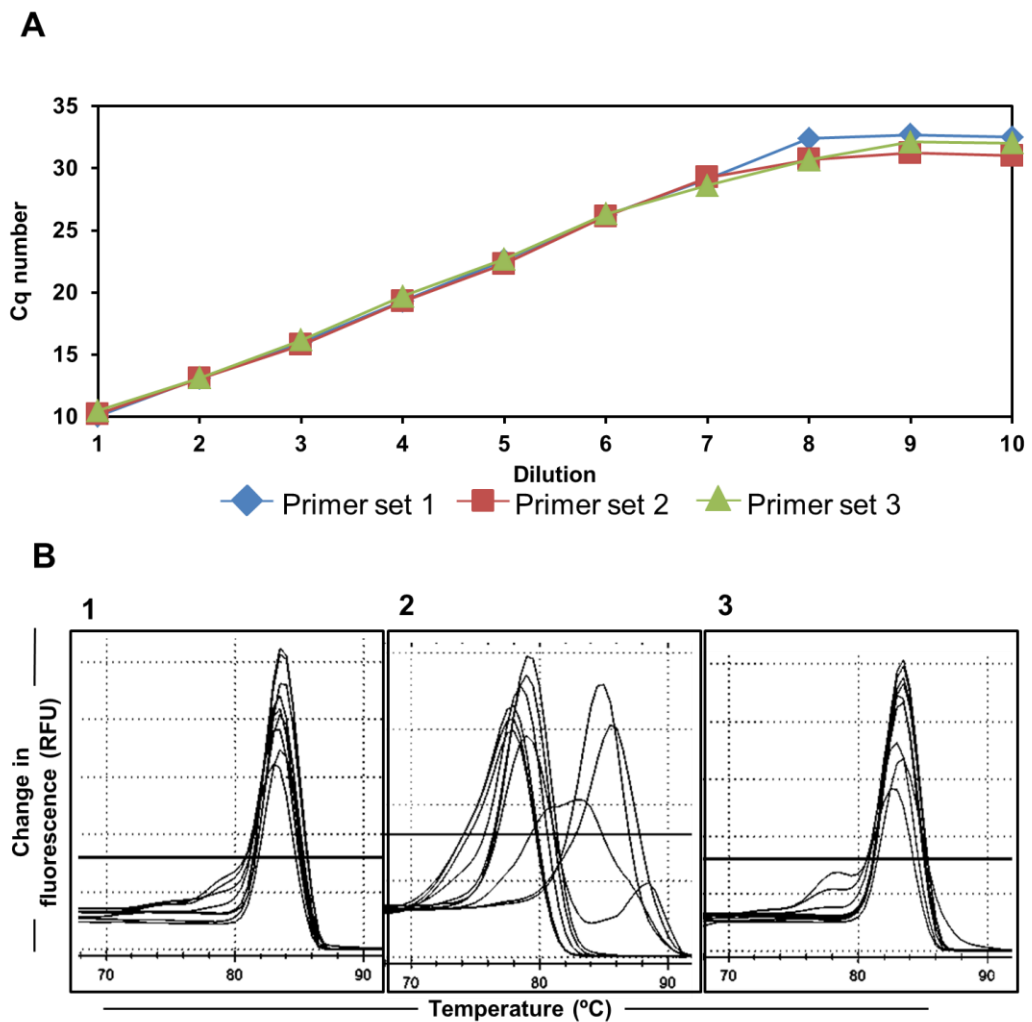 A
35
30
25
20
15
10
Cq number
1 2 3 4 5 6 7 8 9 10
Dilution
Primer set 1 Primer set 2 Primer set 3
B
1 2 3
Change in
fluorescence (RFU)
70 80 90 70 80 90 70 80 90
Temperature (ºC)